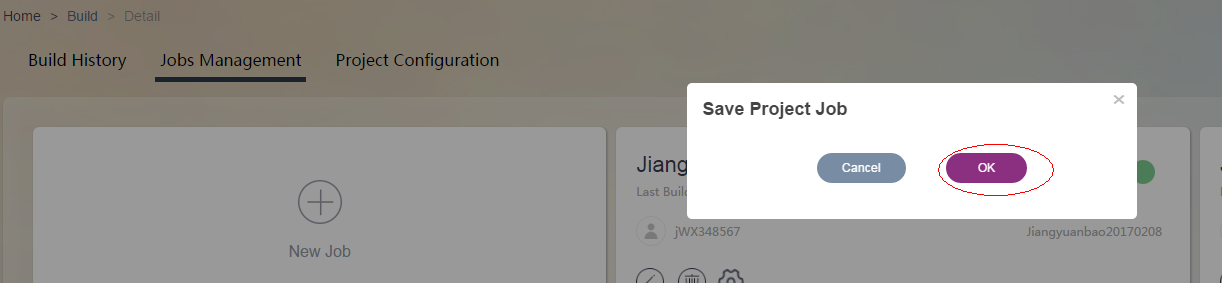 Home > Build > Detail
Build History Jobs Management Project Configuration
Save Project Job ×
Cancel OK
New Job
Jiang
Last Buil
jWX348567 Jiangyuanbao20170208